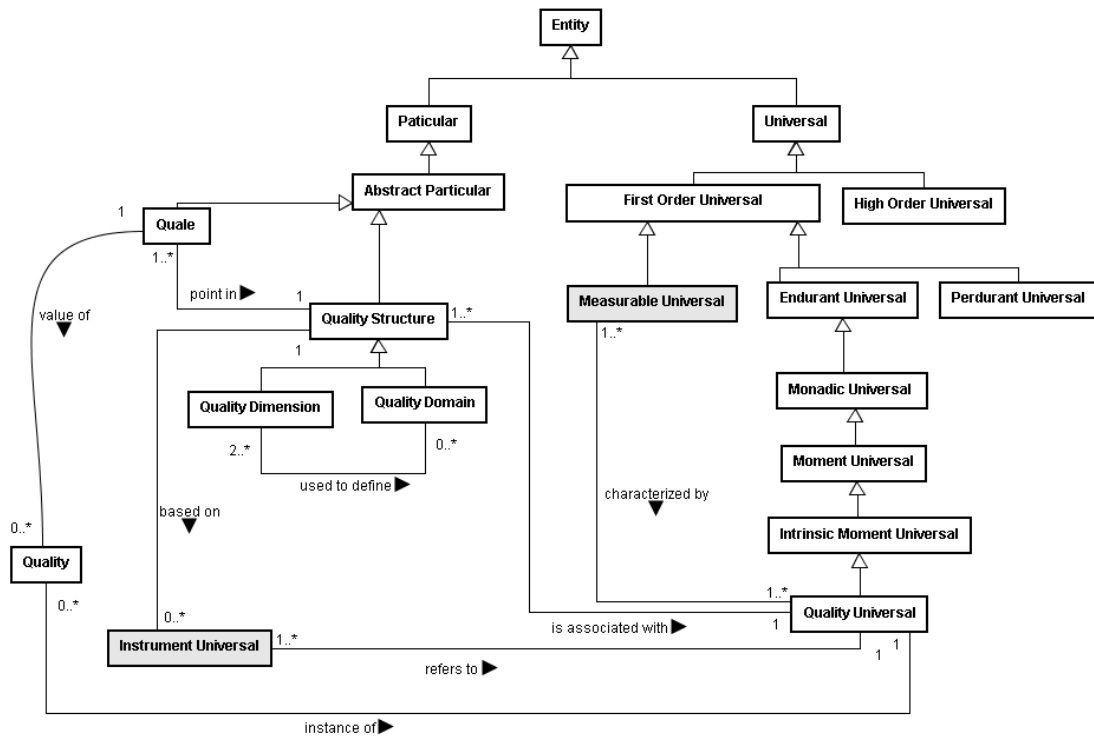 Entity
Paticular
Universal
Abstract Particular
First Order Universal
High Order Universal
1
Quale
1..*
point in ▶
1
Measurable Universal
Endurant Universal
Perdurant Universal
value of
▼
Quality Structure
1..*
1..*
1
Quality Dimension
Quality Domain
Monadic Universal
2..*
0..*
used to define ▶
Moment Universal
based on
▼
characterized by
▼
0..*
Intrinsic Moment Universal
Quality
0..*
0..*
1..*
Quality Universal
is associated with ▶
1
Instrument Universal
1..*
refers to ▶
1
1
instance of ▶